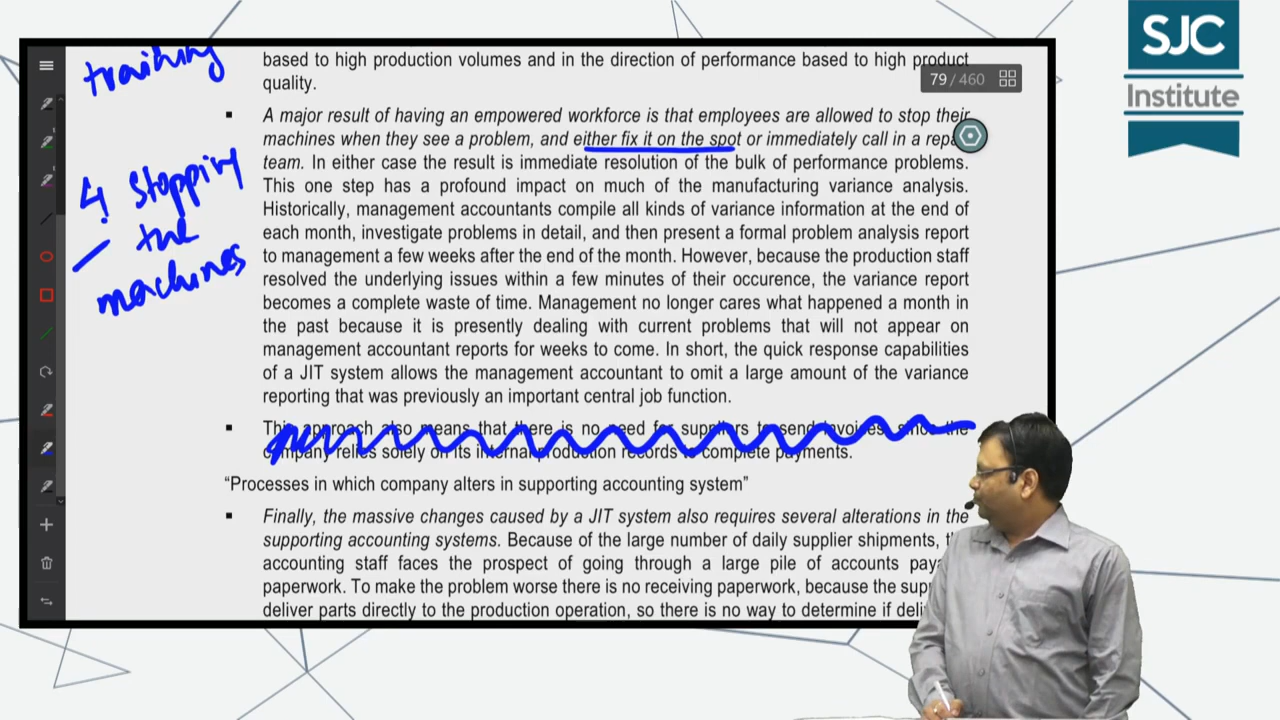 SJC
Institute
79 / 460
training
based to high production volumes and in the direction of performance based to high product
quality.
▪ A major result of having an empowered workforce is that employees are allowed to stop their
machines when they see a problem, and either fix it on the spot or immediately call in a repa
team. In either case the result is immediate resolution of the bulk of performance problems.
This one step has a profound impact on much of the manufacturing variance analysis.
Historically, management accountants compile all kinds of variance information at the end of
each month, investigate problems in detail, and then present a formal problem analysis report
to management a few weeks after the end of the month. However, because the production staff
resolved the underlying issues within a few minutes of their occurence, the variance report
becomes a complete waste of time. Management no longer cares what happened a month in
the past because it is presently dealing with current problems that will not appear on
management accountant reports for weeks to come. In short, the quick response capabilities
of a JIT system allows the management accountant to omit a large amount of the variance
reporting that was previously an important central job function.
Stopping
the
machines
▪ This approach also means that there is no need for suppliers to send invoices, since the
company relies solely on its internal production records to complete payments.
“Processes in which company alters in supporting accounting system”
▪ Finally, the massive changes caused by a JIT system also requires several alterations in the
supporting accounting systems. Because of the large number of daily supplier shipments, t
accounting staff faces the prospect of going through a large pile of accounts pay
paperwork. To make the problem worse there is no receiving paperwork, because the sup
deliver parts directly to the production operation, so there is no way to determine if deli